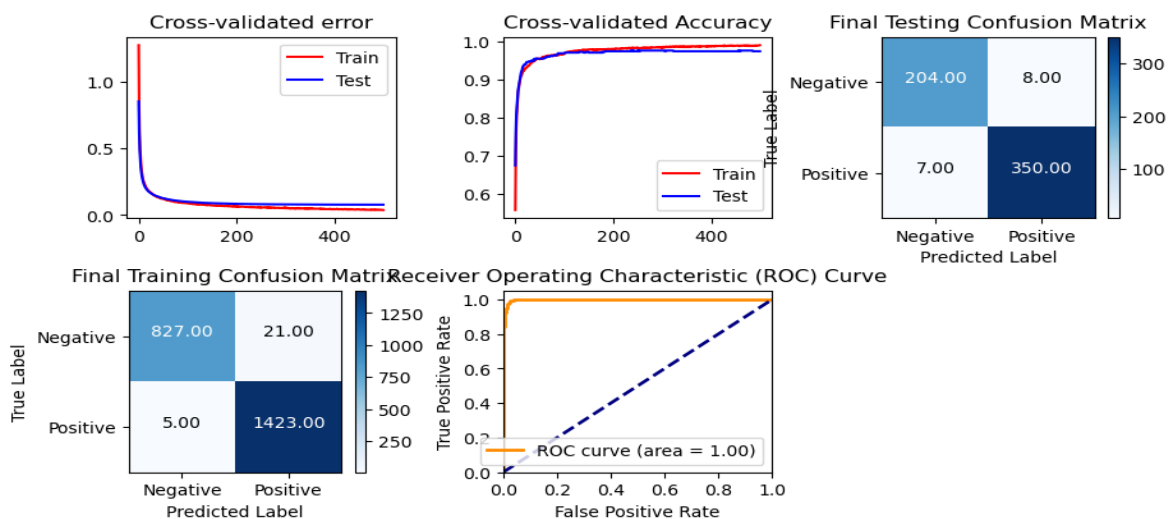 Cross-validated error
Train
Test
1.0
0.5
0.0
0
200
400
Cross-validated Accuracy
1.0
0.9
0.8
0.7
0.6
Train
Test
0
200
400
Final Testing Confusion Matrix
True Label
Negative
Positive
204.00
8.00
7.00
350.00
Negative
Positive
Predicted Label
300
200
100
Final Training Confusion Matrix
True Label
Negative
Positive
827.00
21.00
5.00
1423.00
Negative
Positive
Predicted Label
1250
1000
750
500
250
Receiver Operating Characteristic (ROC) Curve
True Positive Rate
1.0
0.8
0.6
0.4
0.2
0.0
ROC curve (area = 1.00)
0.0
0.2
0.4
0.6
0.8
1.0
False Positive Rate